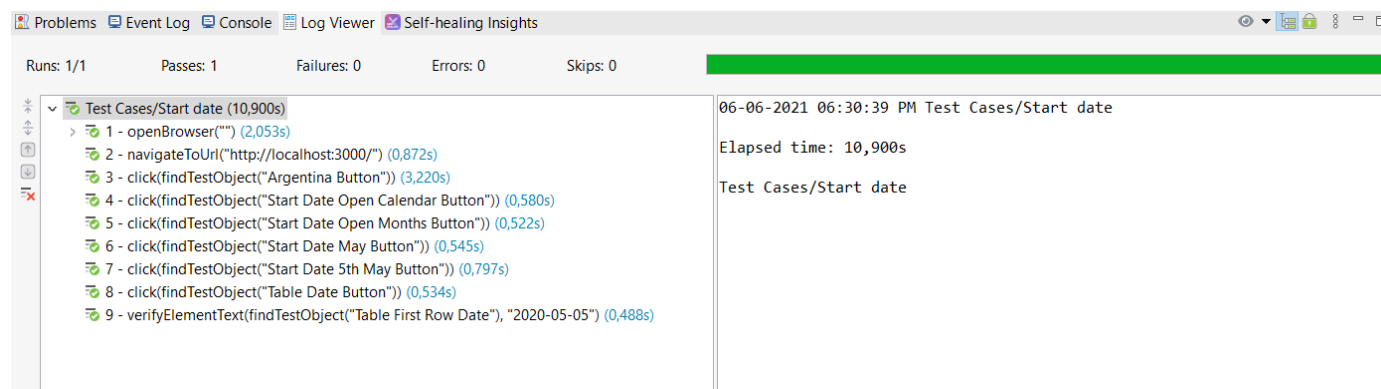 Problems Event Log Console Log Viewer Self-healing Insights
Runs: 1/1 Passes: 1 Failures: 0 Errors: 0 Skips: 0
Test Cases/Start date (10,900s)
1 - openBrowser("") (2,053s)
2 - navigateToUrl("http://localhost:3000/") (0,872s)
3 - click(findTestObject("Argentina Button")) (3,220s)
4 - click(findTestObject("Start Date Open Calendar Button")) (0,580s)
5 - click(findTestObject("Start Date Open Months Button")) (0,522s)
6 - click(findTestObject("Start Date May Button")) (0,545s)
7 - click(findTestObject("Start Date 5th May Button")) (0,797s)
8 - click(findTestObject("Table Date Button")) (0,534s)
9 - verifyElementText(findTestObject("Table First Row Date"), "2020-05-05") (0,488s)
06-06-2021 06:30:39 PM Test Cases/Start date
Elapsed time: 10,900s
Test Cases/Start date